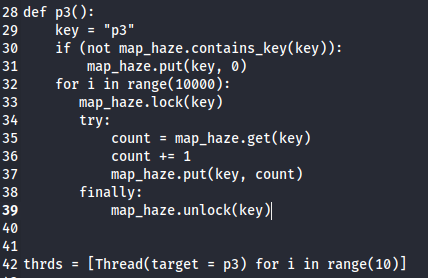 28 def p3():
29     key = "p3"
30     if (not map_haze.contains_key(key)):
31         map_haze.put(key, 0)
32     for i in range(10000):
33        map_haze.lock(key)
34        try:
35            count = map_haze.get(key)
36            count += 1
37            map_haze.put(key, count)
38        finally:
39            map_haze.unlock(key)
40
41
42 thrds = [Thread(target = p3) for i in range(10)]